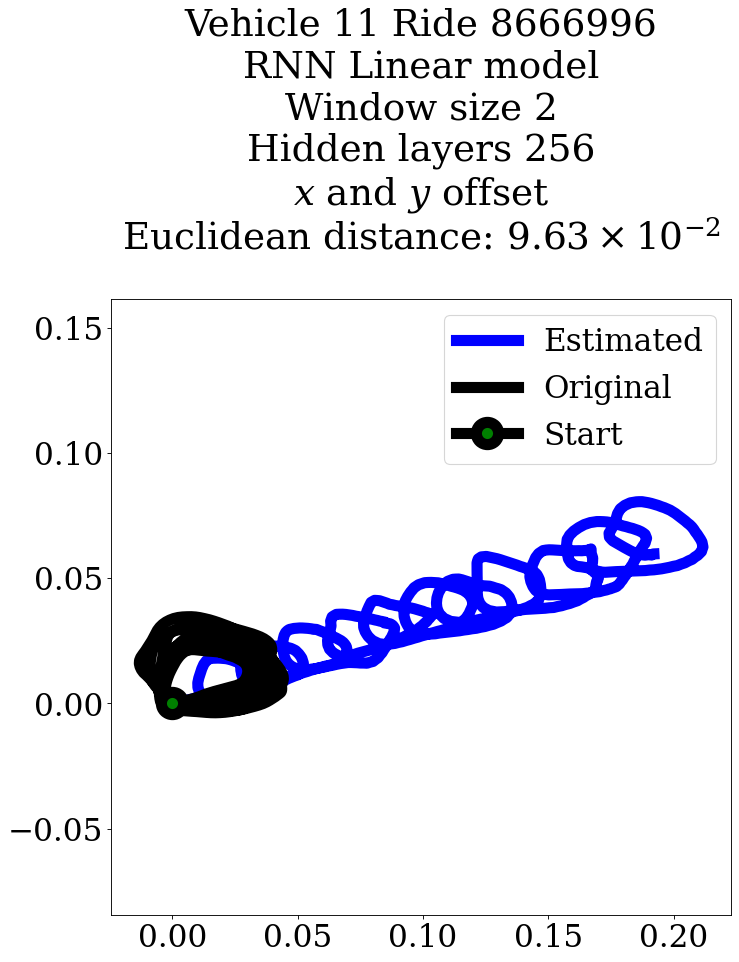 Vehicle 11 Ride 8666996
RNN Linear model
Window size 2
Hidden layers 256
x and y offset
Euclidean distance: 9.63 × 10⁻²
Estimated
Original
Start
0.15
0.10
0.05
0.00
−0.05
0.00 0.05 0.10 0.15 0.20